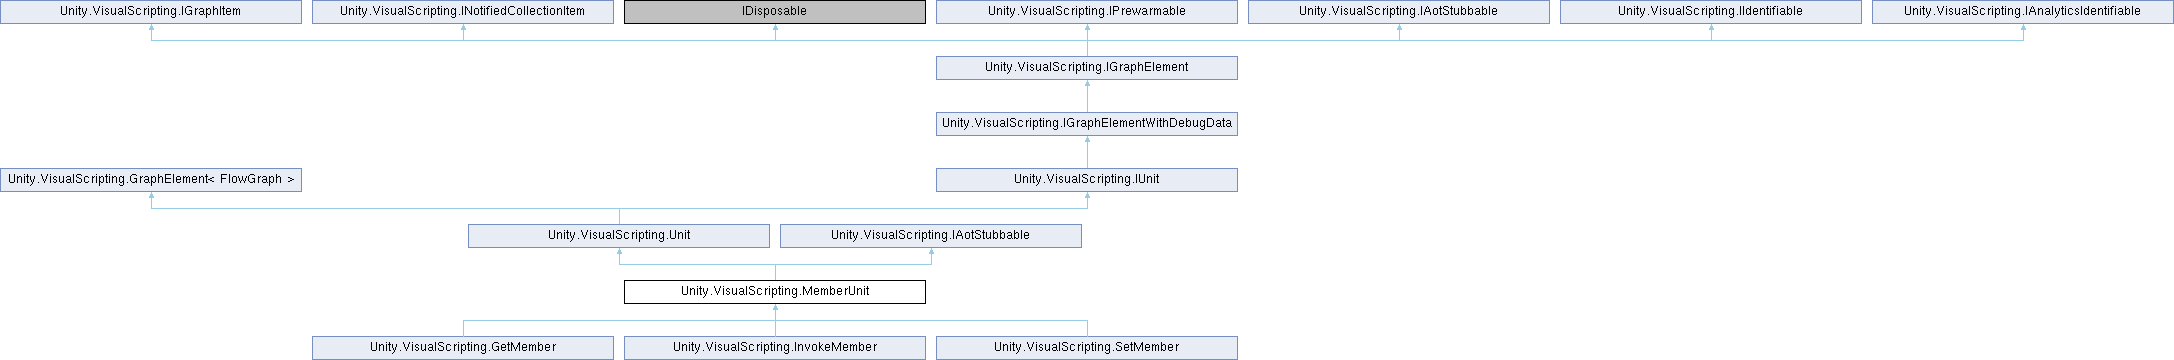 Unity.VisualScripting.IGraphItem
Unity.VisualScripting.INotifiedCollectionItem
IDisposable
Unity.VisualScripting.IPrewarmable
Unity.VisualScripting.IAotStubbable
Unity.VisualScripting.IIdentifiable
Unity.VisualScripting.IAnalyticsIdentifiable
Unity.VisualScripting.IGraphElement
Unity.VisualScripting.IGraphElementWithDebugData
Unity.VisualScripting.GraphElement< FlowGraph >
Unity.VisualScripting.IUnit
Unity.VisualScripting.Unit
Unity.VisualScripting.IAotStubbable
Unity.VisualScripting.MemberUnit
Unity.VisualScripting.GetMember
Unity.VisualScripting.InvokeMember
Unity.VisualScripting.SetMember